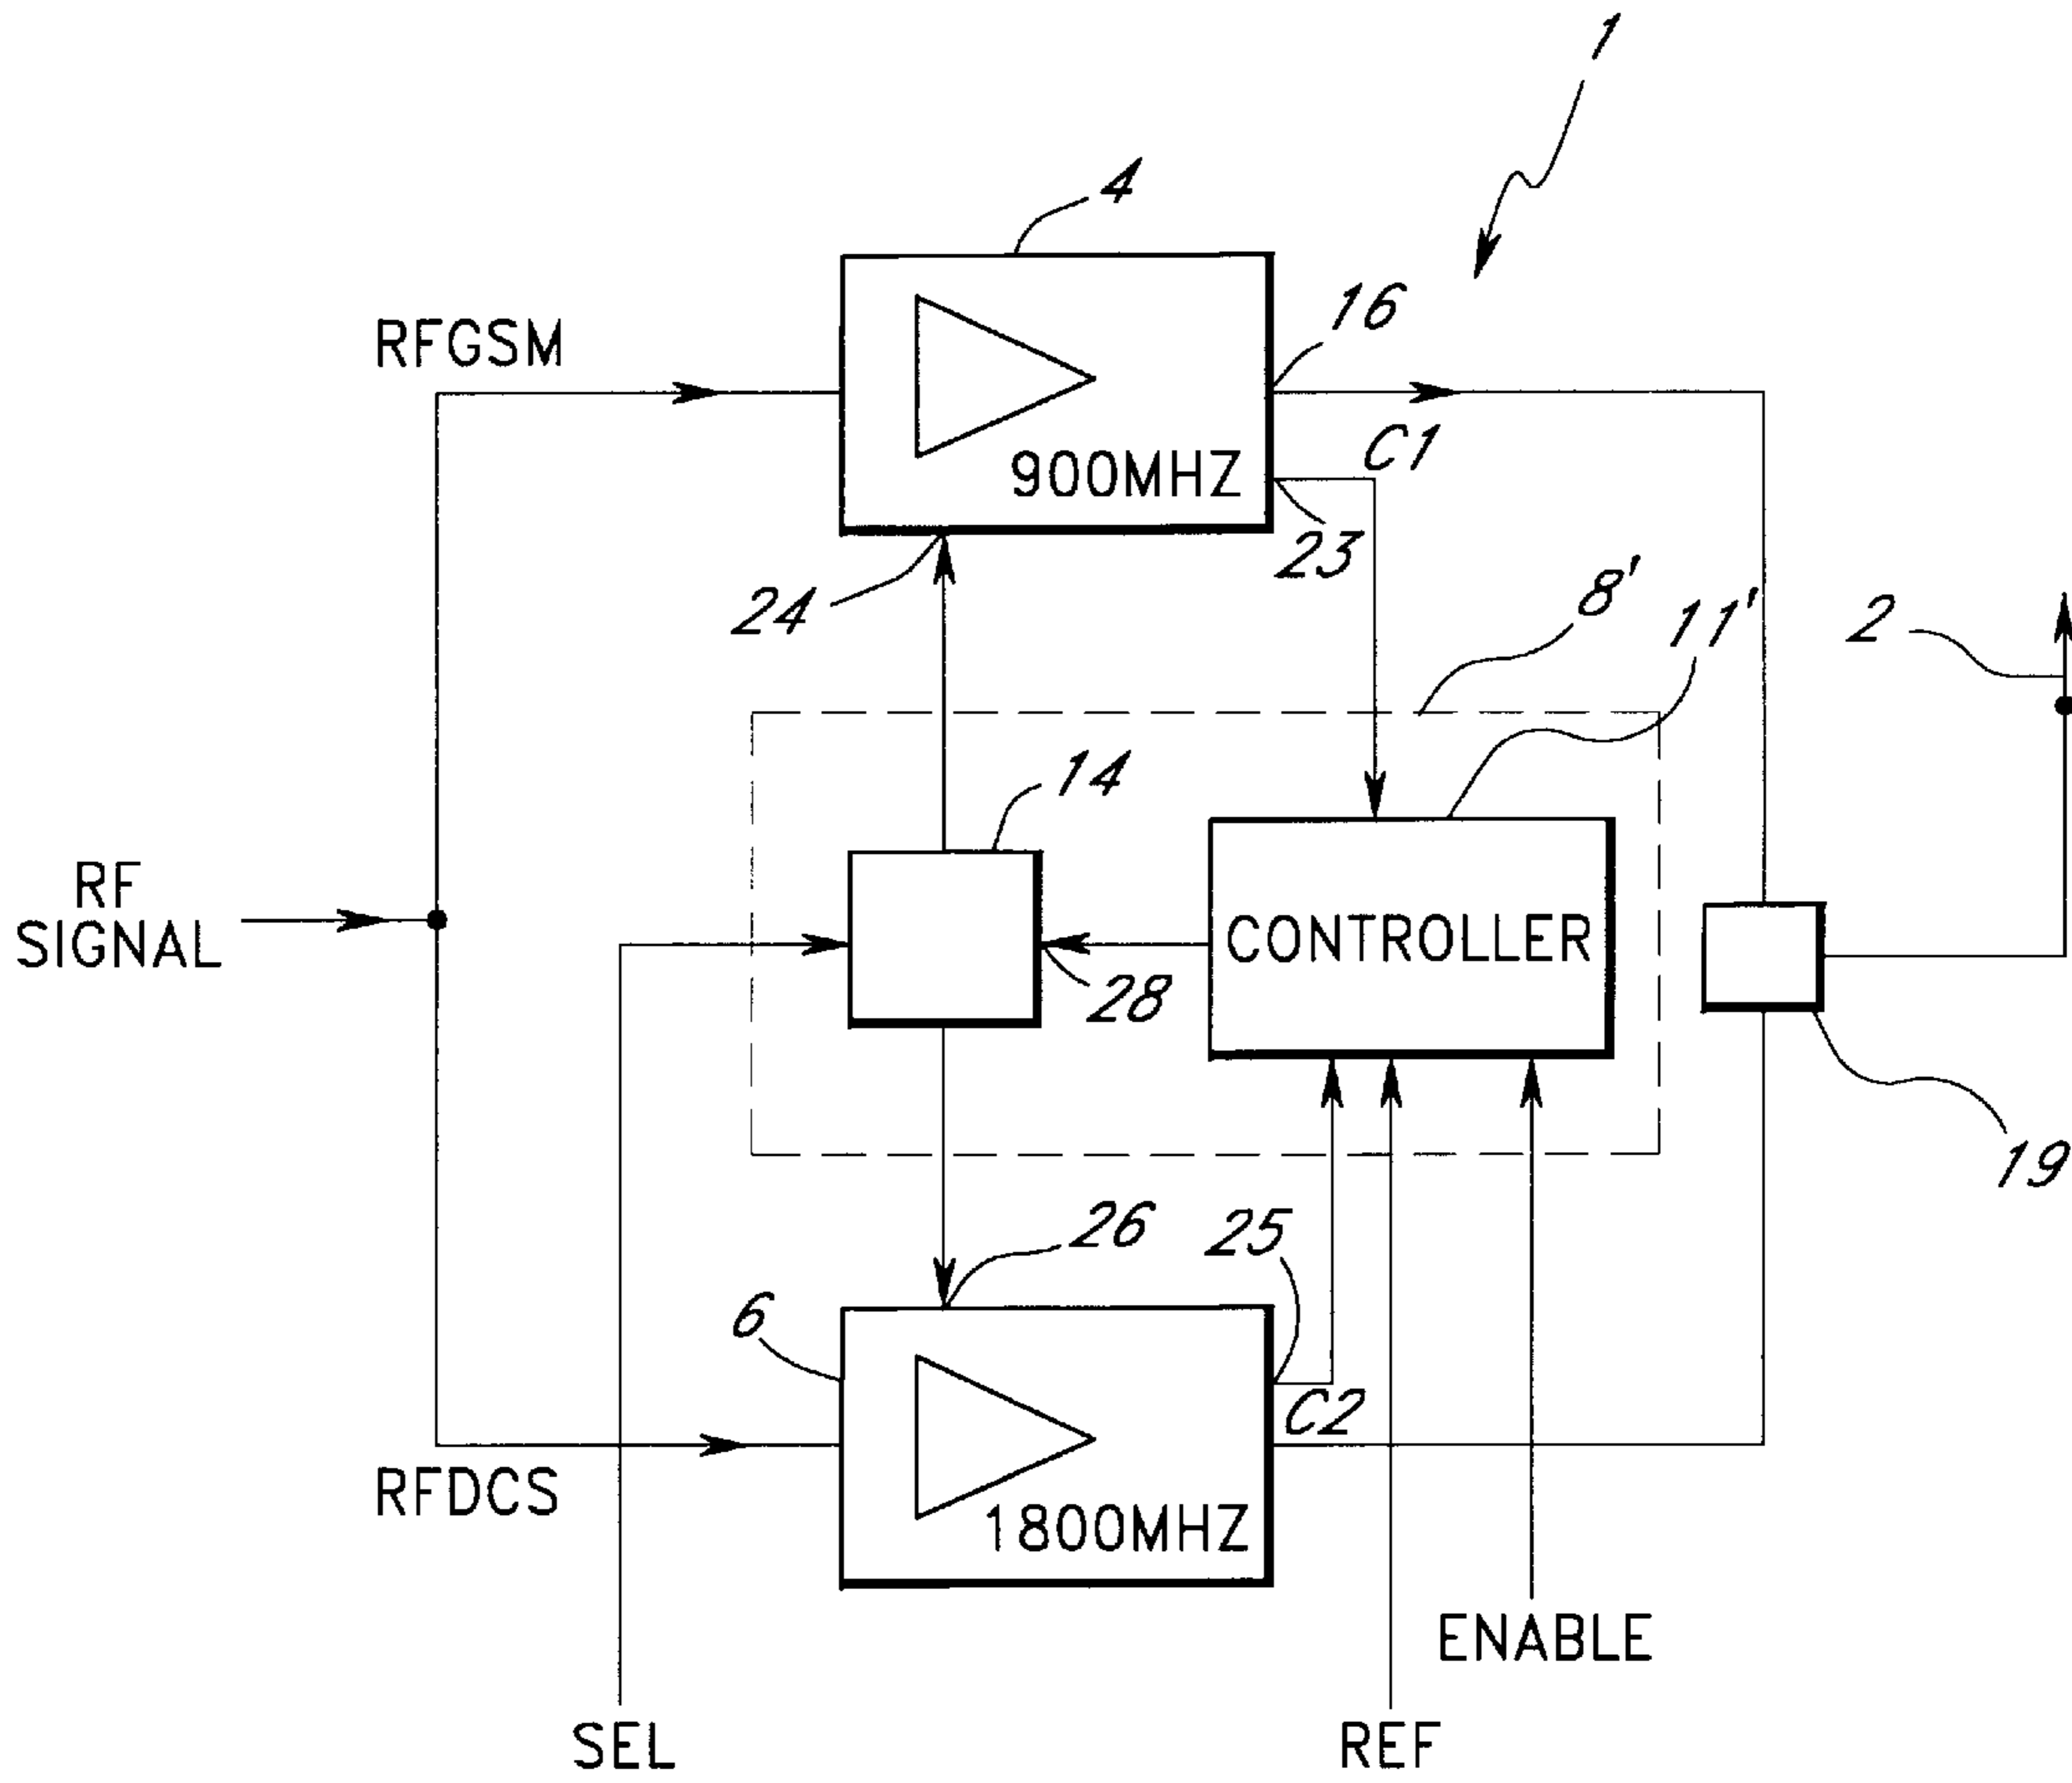 1
4
16
RFGSM
C1
900MHZ
23
24
8'
11'
2
14
RF
SIGNAL
CONTROLLER
28
19
26
25
6
C2
RFDCS
1800MHZ
ENABLE
SEL
REF